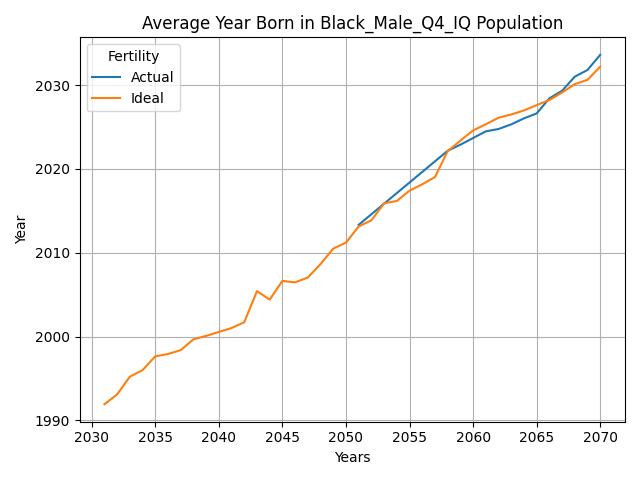 Average Year Born in Black_Male_Q4_IQ Population
Fertility
Actual
Ideal
Year
2030
2020
2010
2000
1990
2030 2035 2040 2045 2050 2055 2060 2065 2070
Years